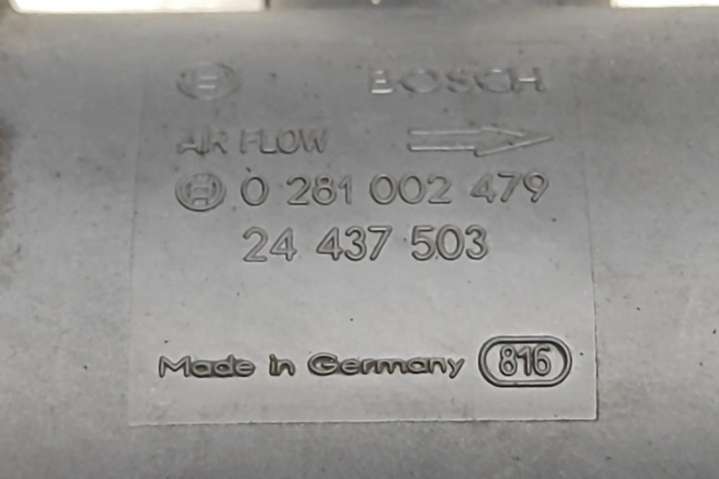 BOSCH
AIR FLOW
0 281 002 479
24 437 503
Made in Germany 816